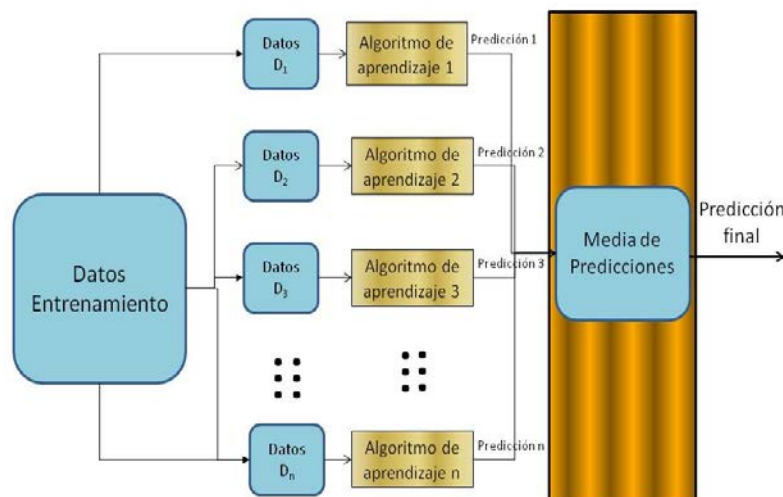 Datos
Entrenamiento
Datos
D1
Algoritmo de
aprendizaje 1
Predicción 1
Datos
D2
Algoritmo de
aprendizaje 2
Predicción 2
Datos
D3
Algoritmo de
aprendizaje 3
Predicción 3
Datos
Dn
Algoritmo de
aprendizaje n
Predicción n
Media de
Predicciones
Predicción
final